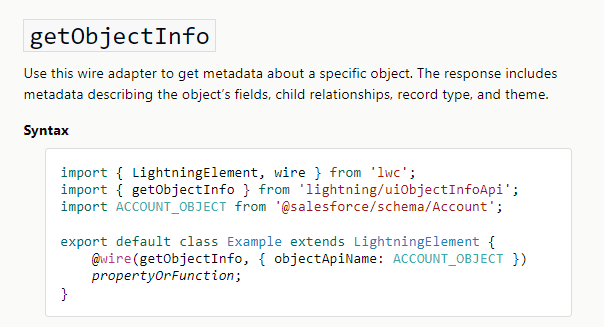 getObjectInfo
Use this wire adapter to get metadata about a specific object. The response includes
metadata describing the object’s fields, child relationships, record type, and theme.
Syntax
import { LightningElement, wire } from 'lwc';
import { getObjectInfo } from 'lightning/uiObjectInfoApi';
import ACCOUNT_OBJECT from '@salesforce/schema/Account';

export default class Example extends LightningElement {
    @wire(getObjectInfo, { objectApiName: ACCOUNT_OBJECT })
    propertyOrFunction;
}